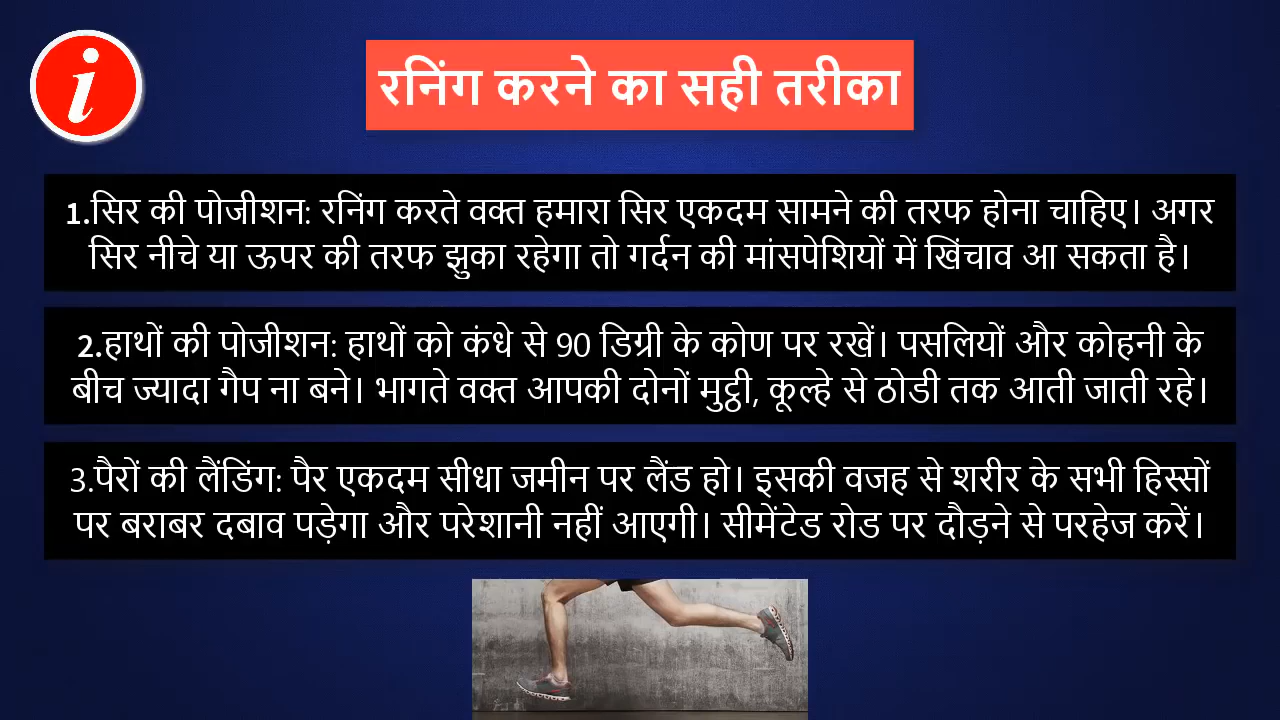 i
रनिंग करने का सही तरीका
1.सिर की पोजीशन: रनिंग करते वक्त हमारा सिर एकदम सामने की तरफ होना चाहिए। अगर
सिर नीचे या ऊपर की तरफ झुका रहेगा तो गर्दन की मांसपेशियों में खिंचाव आ सकता है।
2.हाथों की पोजीशन: हाथों को कंधे से 90 डिग्री के कोण पर रखें। पसलियों और कोहनी के
बीच ज्यादा गैप ना बने। भागते वक्त आपकी दोनों मुट्ठी, कूल्हे से ठोडी तक आती जाती रहे।
3.पैरों की लैंडिंग: पैर एकदम सीधा जमीन पर लैंड हो। इसकी वजह से शरीर के सभी हिस्सों
पर बराबर दबाव पड़ेगा और परेशानी नहीं आएगी। सीमेंटेड रोड पर दौड़ने से परहेज करें।